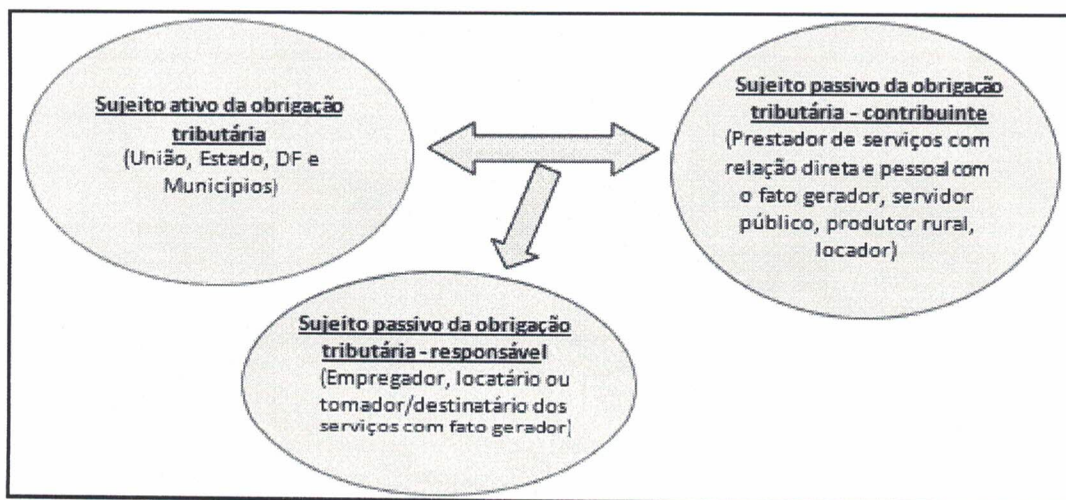 Sujeito ativo da obrigação
tributária
(União, Estado, DF e
Municípios)
Sujeito passivo da obrigação
tributária - contribuinte
(Prestador de serviços com
relação direta e pessoal com
o fato gerador, servidor
público, produtor rural,
locador)
Sujeito passivo da obrigação
tributária - responsável
(Empregador, locatário ou
tomador/destinatário dos
serviços com fato gerador)